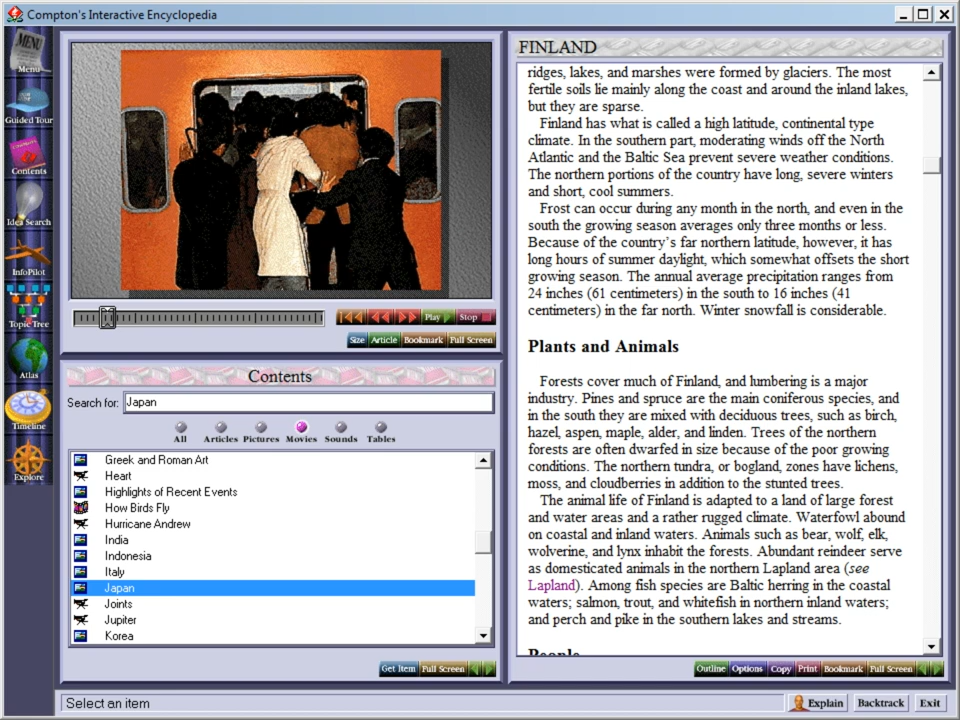 Compton's Interactive Encyclopedia
MENU
Menu
Guided Tour
Contents
Idea Search
InfoPilot
Topic Tree
Atlas
Timeline
Explore
Play
Stop
Size
Article
Bookmark
Full Screen
Contents
Search for:
Japan
All
Articles
Pictures
Movies
Sounds
Tables
Greek and Roman Art
Heart
Highlights of Recent Events
How Birds Fly
Hurricane Andrew
India
Indonesia
Italy
Japan
Joints
Jupiter
Korea
Get Item
Full Screen
FINLAND
ridges, lakes, and marshes were formed by glaciers. The most
fertile soils lie mainly along the coast and around the inland lakes,
but they are sparse.
Finland has what is called a high latitude, continental type
climate. In the southern part, moderating winds off the North
Atlantic and the Baltic Sea prevent severe weather conditions.
The northern portions of the country have long, severe winters
and short, cool summers.
Frost can occur during any month in the north, and even in the
south the growing season averages only three months or less.
Because of the country's far northern latitude, however, it has
long hours of summer daylight, which somewhat offsets the short
growing season. The annual average precipitation ranges from
24 inches (61 centimeters) in the south to 16 inches (41
centimeters) in the far north. Winter snowfall is considerable.
Plants and Animals
Forests cover much of Finland, and lumbering is a major
industry. Pines and spruce are the main coniferous species, and
in the south they are mixed with deciduous trees, such as birch,
hazel, aspen, maple, alder, and linden. Trees of the northern
forests are often dwarfed in size because of the poor growing
conditions. The northern tundra, or bogland, zones have lichens,
moss, and cloudberries in addition to the stunted trees.
The animal life of Finland is adapted to a land of large forest
and water areas and a rather rugged climate. Waterfowl abound
on coastal and inland waters. Animals such as bear, wolf, elk,
wolverine, and lynx inhabit the forests. Abundant reindeer serve
as domesticated animals in the northern Lapland area (see
Lapland). Among fish species are Baltic herring in the coastal
waters; salmon, trout, and whitefish in northern inland waters;
and perch and pike in the southern lakes and streams.
People
Outline
Options
Copy
Print
Bookmark
Full Screen
Select an item
Explain
Backtrack
Exit